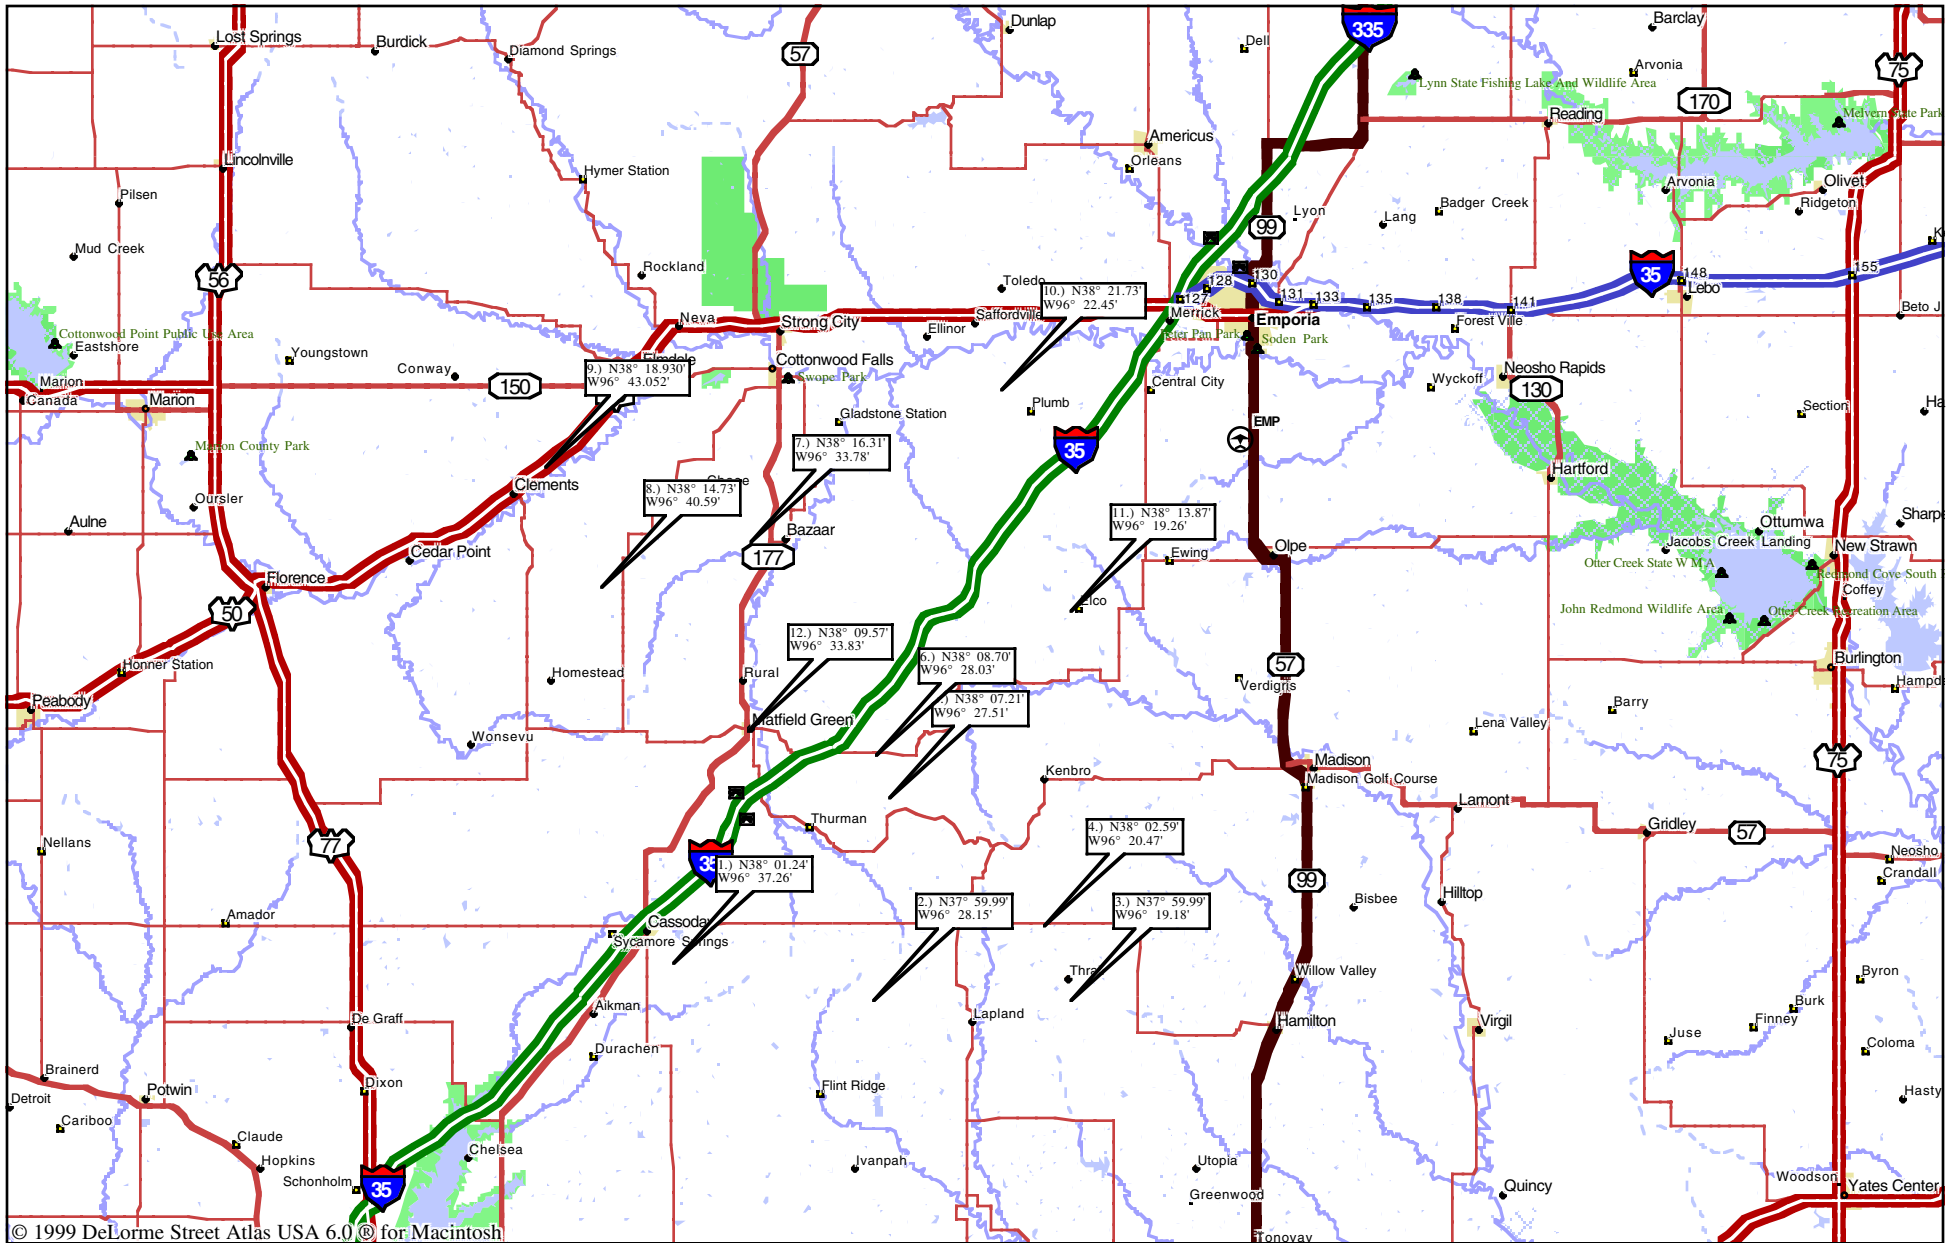 335
Lost Springs
Burdick
Diamond Springs
57
Dunlap
Dell
Barclay
75
Arvonia
Lynn State Fishing Lake And Wildlife Area
170
Melvern State Park
Reading
Americus
Orleans
Lincolnville
Hymer Station
Pilsen
Arvonia
Olivet
Ridgeton
Badger Creek
Lyon
Lang
99
Mud Creek
Rockland
56
Toledo
128
130
35
148
155
Lebo
10.) N38° 21.73'
W96° 22.45'
127
131
133
135
138
141
Beto J
Merrick
Emporia
Neva
Strong City
Saffordville
Ellinor
Forest Ville
Cottonwood Point Public Use Area
Peter Pan Park
Soden Park
Eastshore
Youngstown
Elmdale
Cottonwood Falls
Conway
9.) N38° 18.930'
W96° 43.052'
Swope Park
Central City
Wyckoff
Neosho Rapids
130
Marion
150
Canada
Marion
Plumb
Section
Ha
Gladstone Station
EMP
35
Marion County Park
7.) N38° 16.31'
W96° 33.78'
Hartford
Clements
Chase
8.) N38° 14.73'
W96° 40.59'
Oursler
11.) N38° 13.87'
W96° 19.26'
Aulne
Bazaar
Ottumwa
Sharpe
Jacobs Creek Landing
New Strawn
Cedar Point
177
Ewing
Olpe
Otter Creek State W M A
Redmond Cove South
Florence
Coffey
50
Elco
John Redmond Wildlife Area
Otter Creek Recreation Area
12.) N38° 09.57'
W96° 33.83'
6.) N38° 08.70'
W96° 28.03'
57
Burlington
Honner Station
Homestead
Rural
Verdigris
Hampde
Peabody
.) N38° 07.21'
W96° 27.51'
Barry
Matfield Green
Lena Valley
Wonsevu
75
Madison
Kenbro
Madison Golf Course
Lamont
Thurman
4.) N38° 02.59'
W96° 20.47'
Gridley
57
77
Nellans
Neosho
35
1.) N38° 01.24'
W96° 37.26'
Crandall
99
2.) N37° 59.99'
W96° 28.15'
3.) N37° 59.99'
W96° 19.18'
Bisbee
Hilltop
Amador
Cassoday
Sycamore Springs
Thra
Willow Valley
Byron
Aikman
Burk
De Graff
Lapland
Hamilton
Virgil
Finney
Juse
Durachen
Coloma
Brainerd
Dixon
Flint Ridge
Potwin
Hasty
Detroit
Cariboo
Claude
Chelsea
Hopkins
Ivanpah
Utopia
Schonholm
35
Greenwood
Quincy
Woodson
Yates Center
Tonovay
© 1999 DeLorme Street Atlas USA 6.0 ® for Macintosh